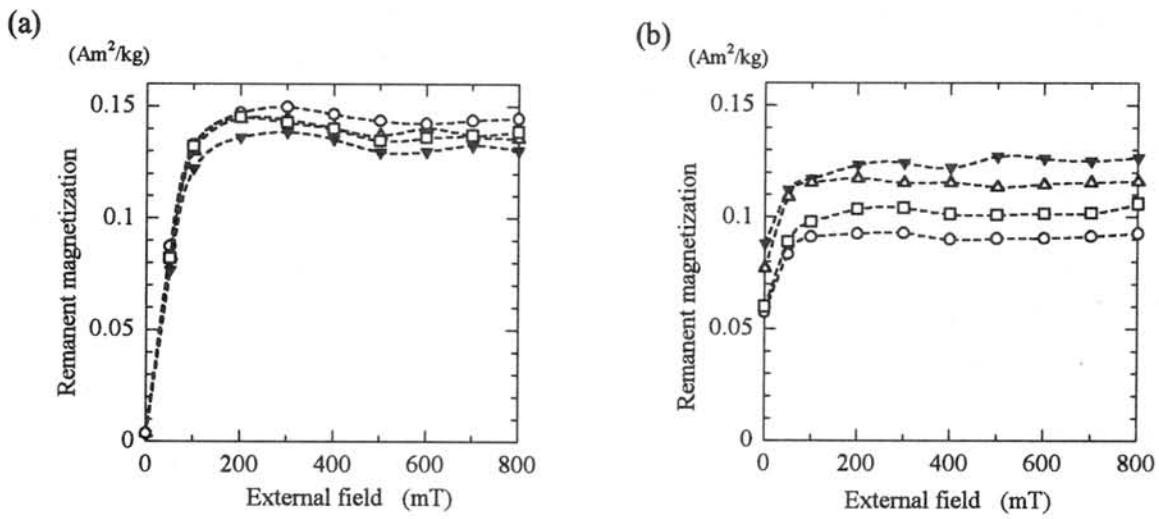 (a)
(Am²/kg)
Remanent magnetization
0.15
0.1
0.05
0
0 200 400 600 800
External field (mT)
(b)
(Am²/kg)
Remanent magnetization
0.15
0.1
0.05
0
0 200 400 600 800
External field (mT)